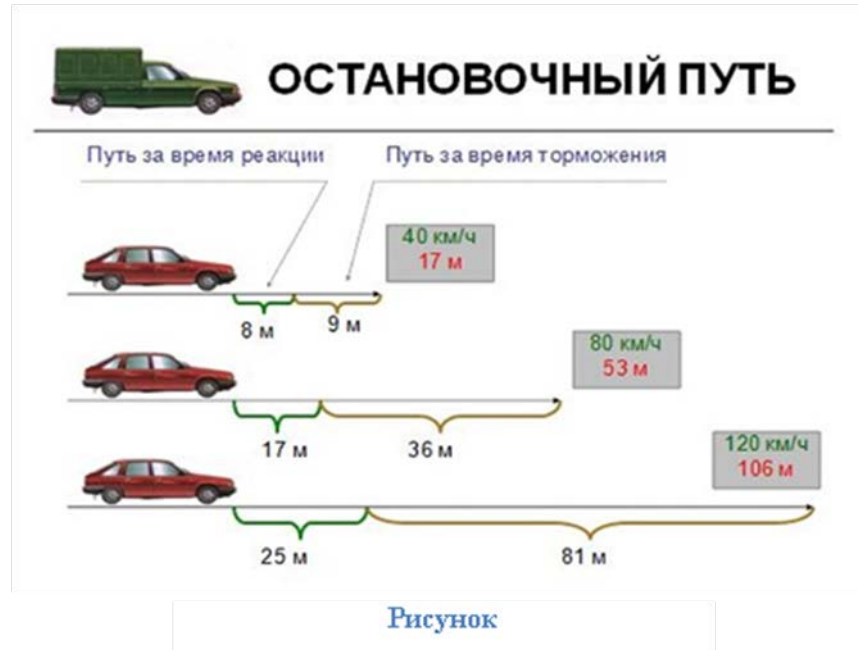 ОСТАНОВОЧНЫЙ ПУТЬ
Путь за время реакции
Путь за время торможения
40 км/ч
17 м
8 м
9 м
80 км/ч
53 м
17 м
36 м
120 км/ч
106 м
25 м
81 м
Рисунок